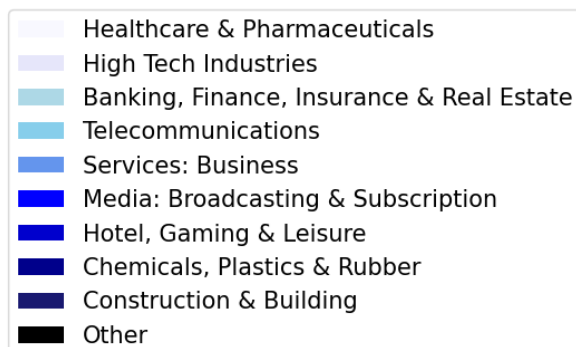 Healthcare & Pharmaceuticals
High Tech Industries
Banking, Finance, Insurance & Real Estate
Telecommunications
Services: Business
Media: Broadcasting & Subscription
Hotel, Gaming & Leisure
Chemicals, Plastics & Rubber
Construction & Building
Other